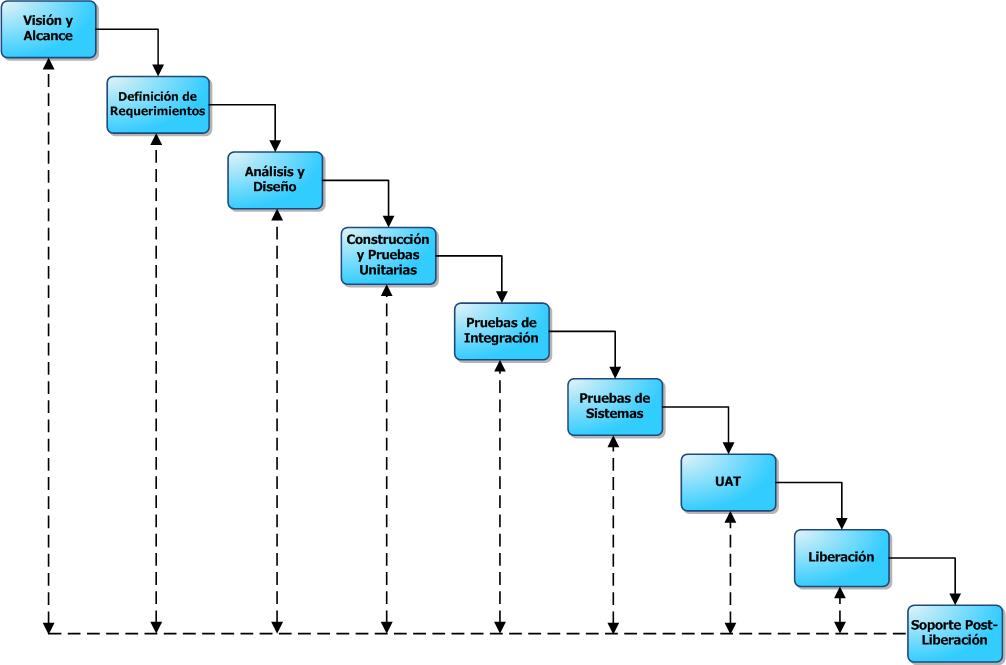 Visión y
Alcance
Definición de
Requerimientos
Análisis y
Diseño
Construcción
y Pruebas
Unitarias
Pruebas de
Integración
Pruebas de
Sistemas
UAT
Liberación
Soporte Post-
Liberación